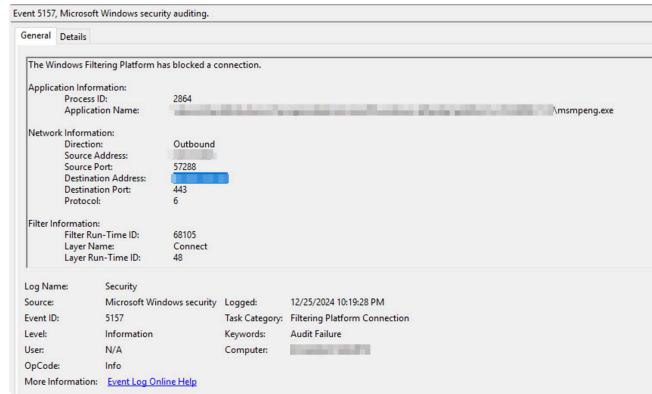 Event 5157, Microsoft Windows security auditing.
General Details
The Windows Filtering Platform has blocked a connection.
Application Information:
Process ID: 2864
Application Name: \msmpeng.exe
Network Information:
Direction: Outbound
Source Address:
Source Port: 57288
Destination Address:
Destination Port: 443
Protocol: 6
Filter Information:
Filter Run-Time ID: 68105
Layer Name: Connect
Layer Run-Time ID: 48
Log Name: Security
Source: Microsoft Windows security Logged: 12/25/2024 10:19:28 PM
Event ID: 5157 Task Category: Filtering Platform Connection
Level: Information Keywords: Audit Failure
User: N/A Computer:
OpCode: Info
More Information: Event Log Online Help